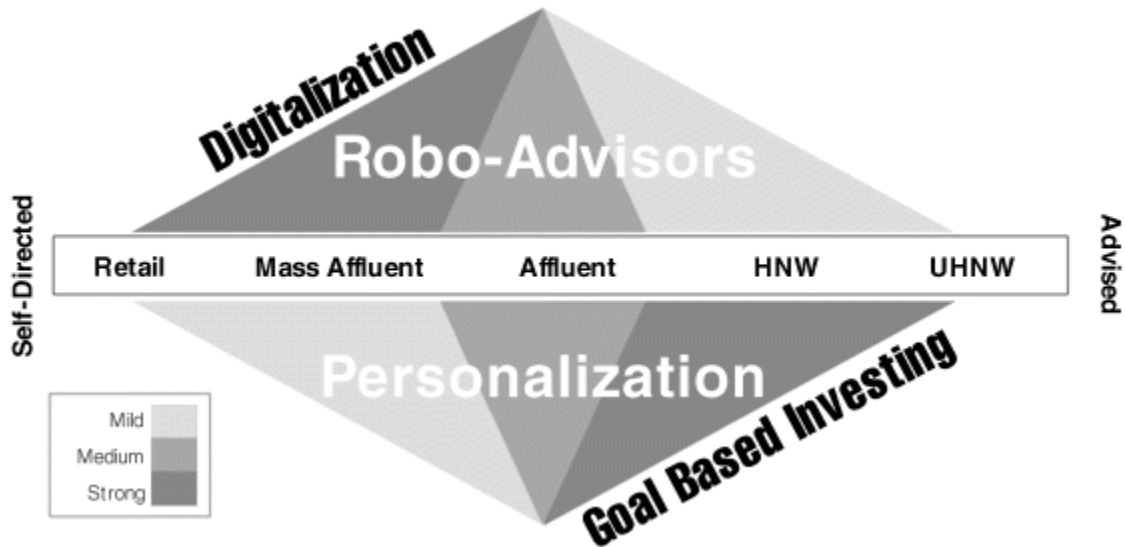 Digitalization
Robo-Advisors
Self-Directed
Retail Mass Affluent Affluent HNW UHNW
Advised
Personalization
Goal Based Investing
Mild
Medium
Strong